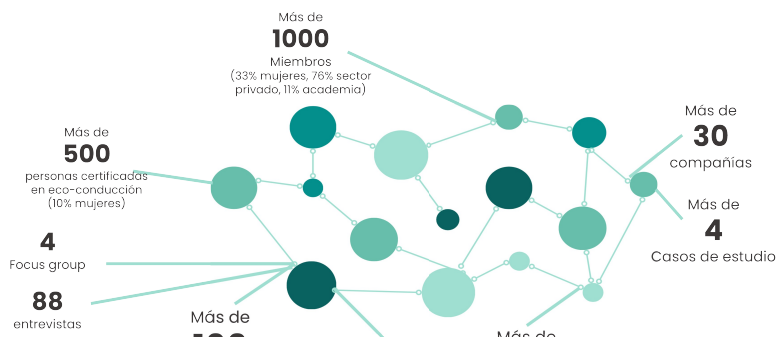 Más de
1000
Miembros
(33% mujeres, 76% sector
privado, 11% academia)
Más de
500
personas certificadas
en eco-conducción
(10% mujeres)
4
Focus group
88
entrevistas
Más de
Más de
30
compañías
Más de
4
Casos de estudio
Más de